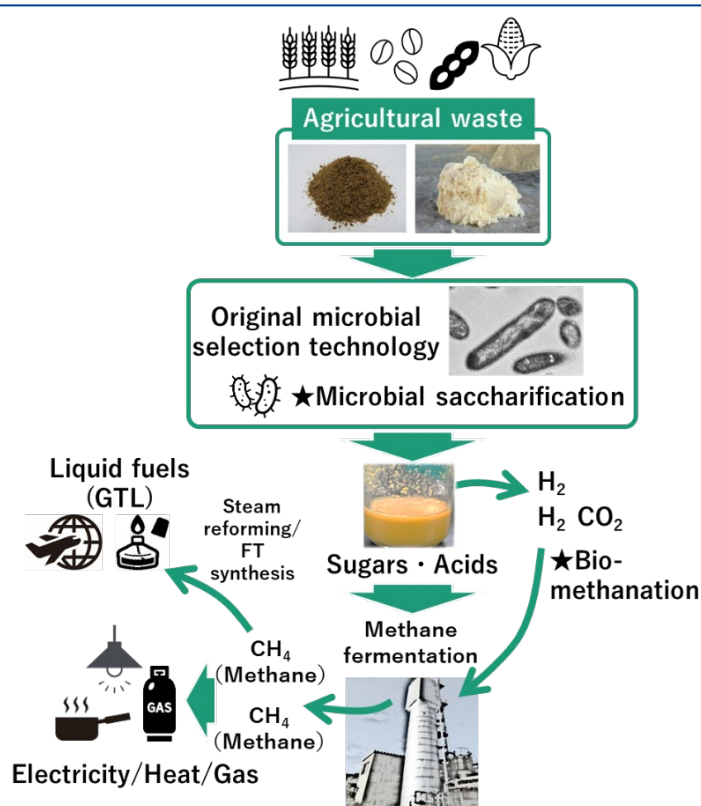 Agricultural waste
Original microbial
selection technology
★Microbial saccharification
Liquid fuels
(GTL)
Steam
reforming/
FT
synthesis
H₂
H₂ CO₂
★Bio-
methanation
Sugars・Acids
Methane
fermentation
CH₄
(Methane)
CH₄
(Methane)
GAS
Electricity/Heat/Gas